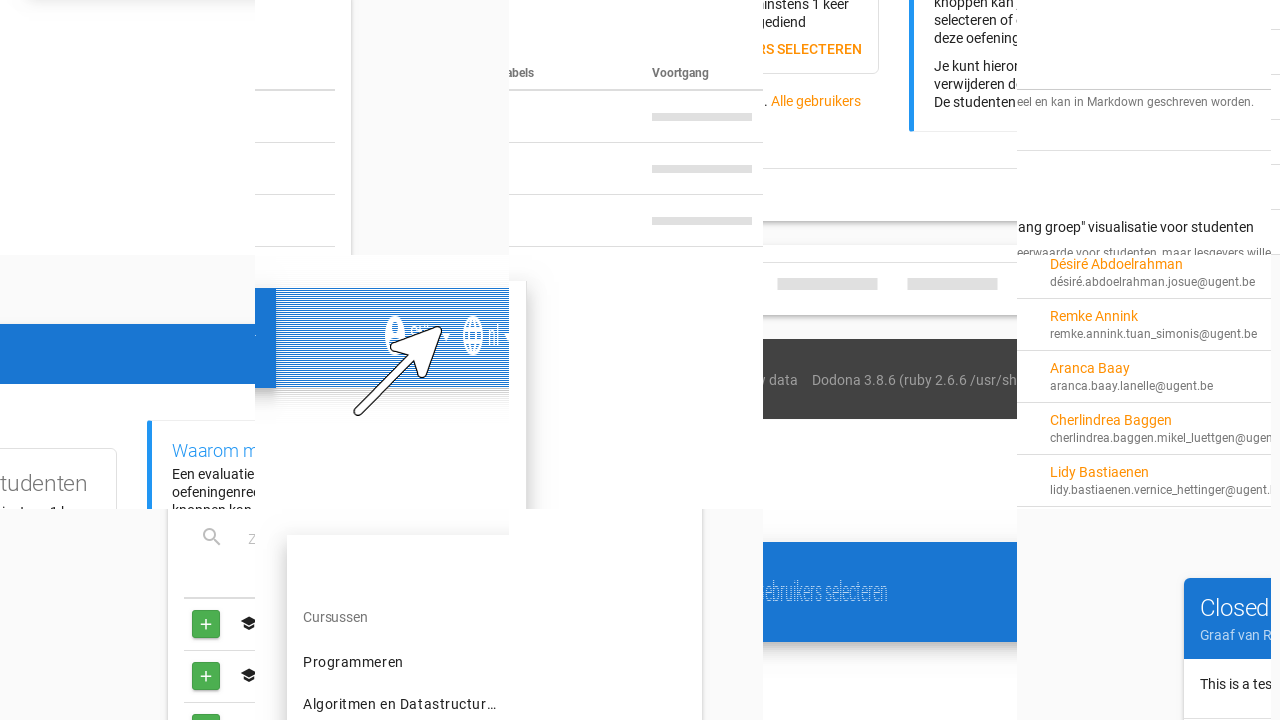 instens 1 keer
gediend
RS SELECTEREN
. Alle gebruikers
abels
Voortgang
knoppen kan
selecteren of
deze oefening
Je kunt hieron
verwijderen do
De studenten
eel en kan in Markdown geschreven worden.
ang groep" visualisatie voor studenten
eerwaarde voor studenten, maar lesgevers wille
Désiré Abdoelrahman
désiré.abdoelrahman.josue@ugent.be
Remke Annink
remke.annink.tuan_simonis@ugent.be
Aranca Baay
aranca.baay.lanelle@ugent.be
Cherlindrea Baggen
cherlindrea.baggen.mikel_luettgen@ugen
Lidy Bastiaenen
lidy.bastiaenen.vernice_hettinger@ugent.
nl
y data Dodona 3.8.6 (ruby 2.6.6 /usr/sh
Waarom m
Een evaluatie
oefeningenree
knoppen kan
tudenten
Z
Cursussen
Programmeren
Algoritmen en Datastructur…
ebruikers selecteren
Closed
Graaf van R
This is a tes